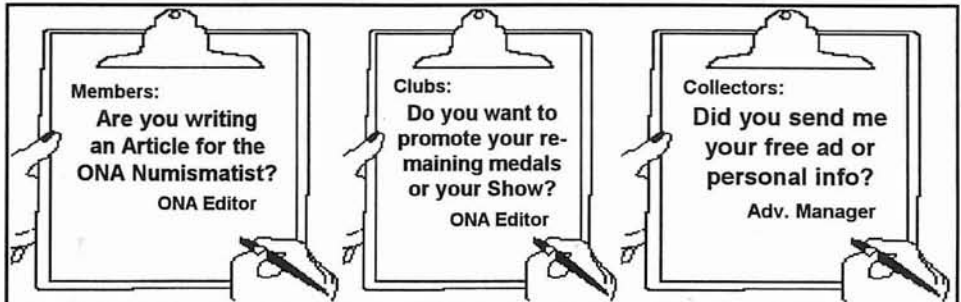 Members:
Are you writing
an Article for the
ONA Numismatist?
ONA Editor
Clubs:
Do you want to
promote your re-
maining medals
or your Show?
ONA Editor
Collectors:
Did you send me
your free ad or
personal info?
Adv. Manager